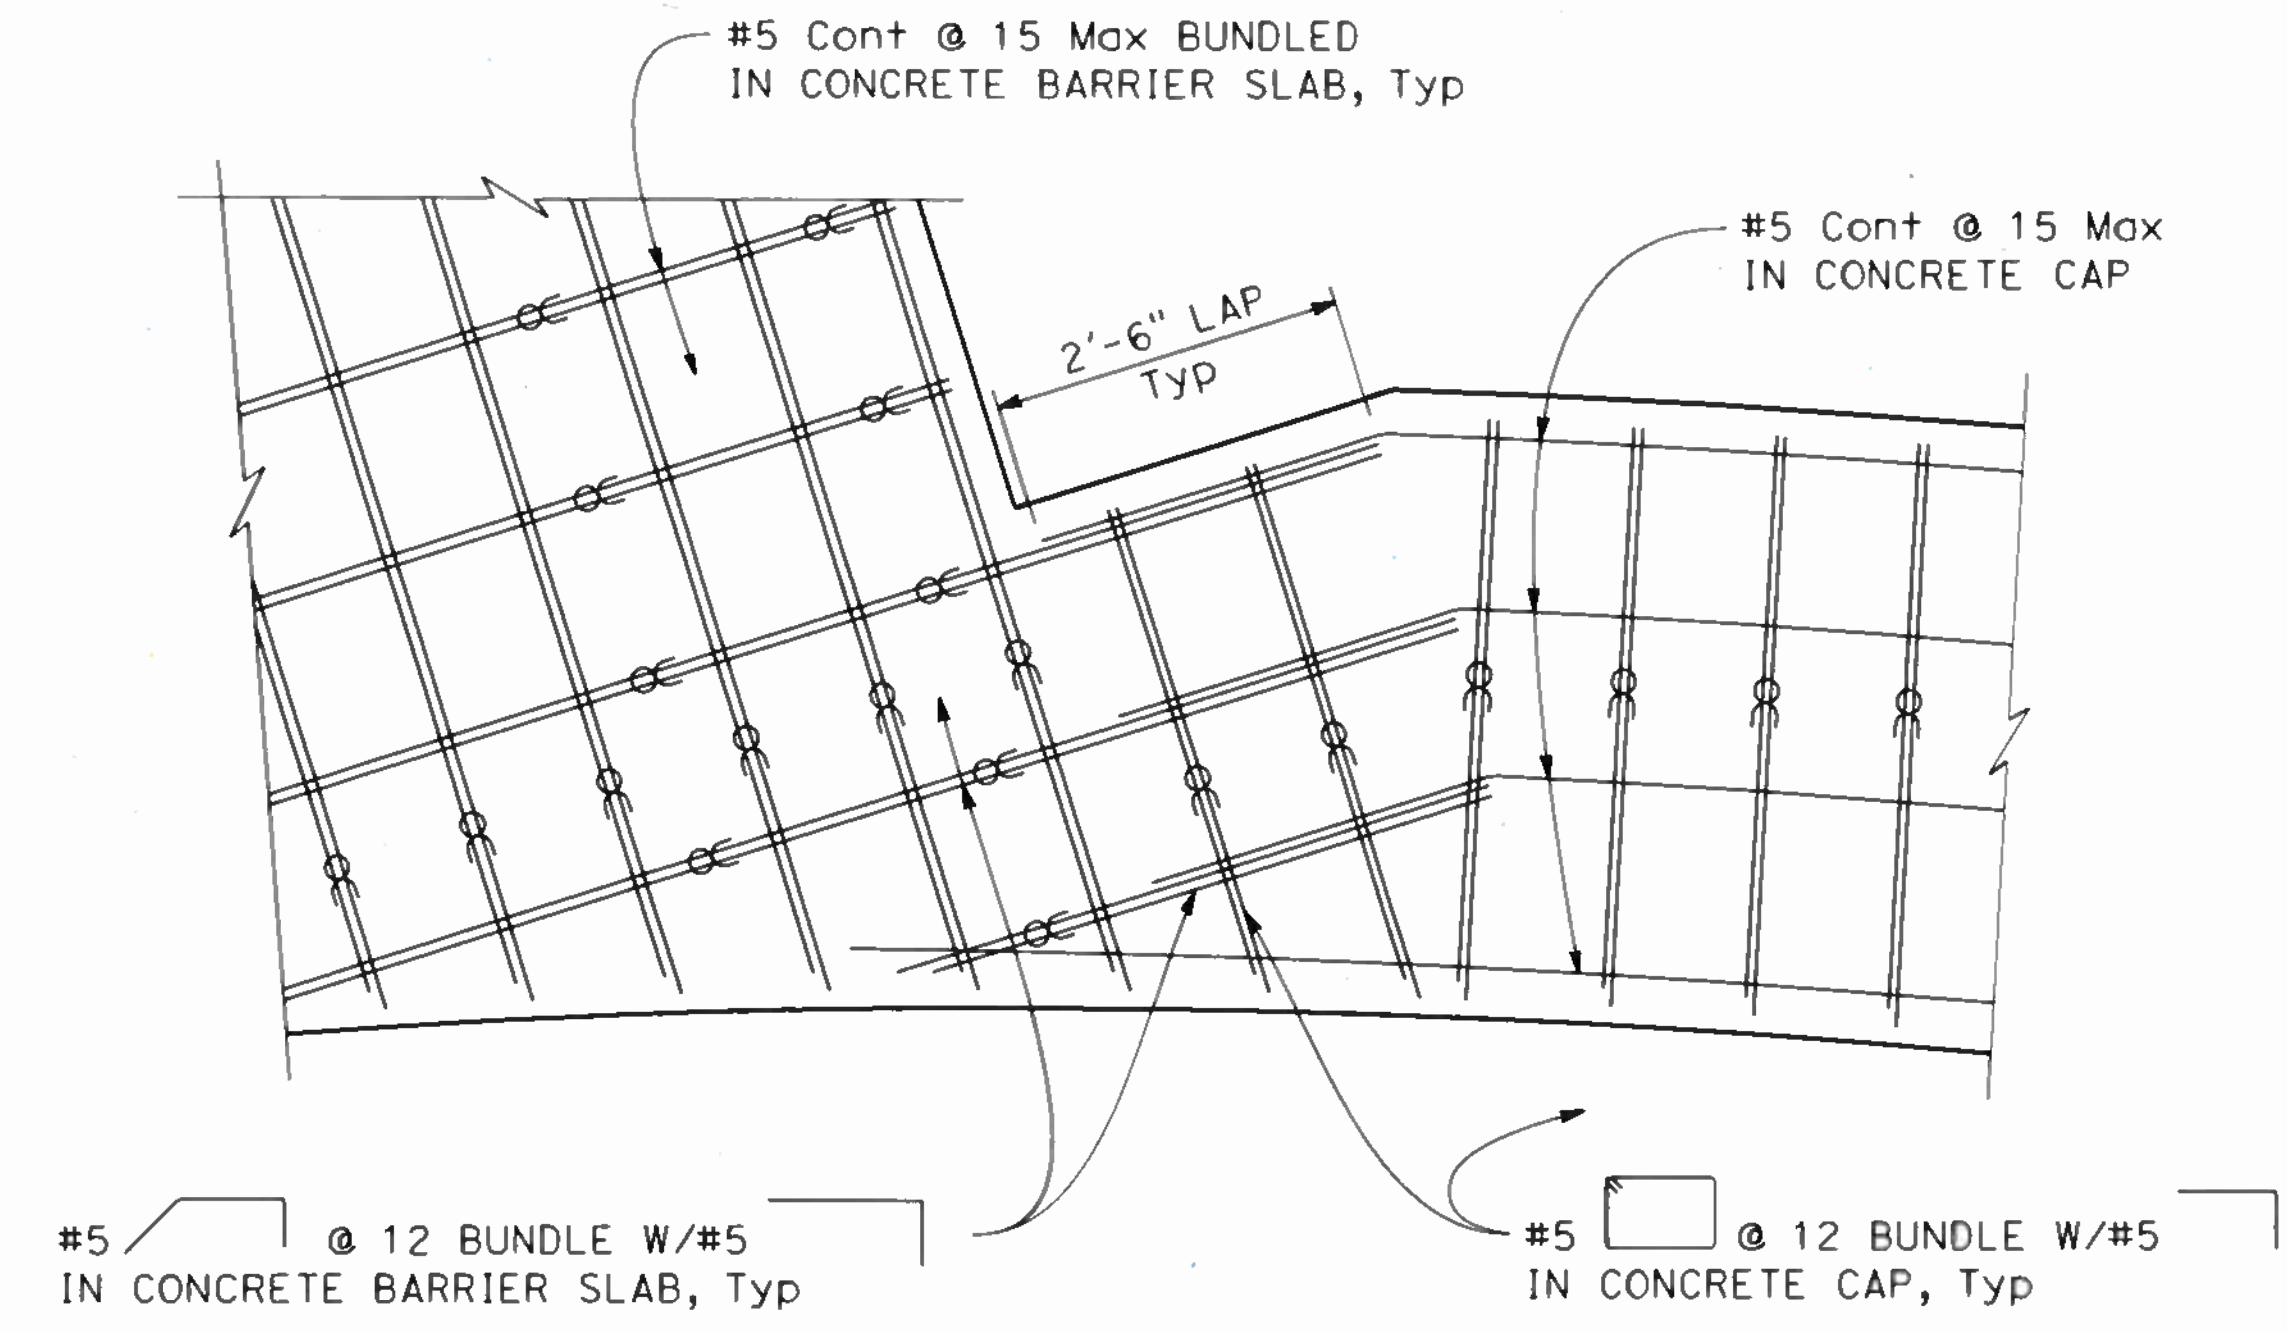 #5 Cont @ 15 Max BUNDLED
IN CONCRETE BARRIER SLAB, Typ
#5 Cont @ 15 Max
IN CONCRETE CAP
2'-6" LAP
TYP
#5 @ 12 BUNDLE W/#5
IN CONCRETE BARRIER SLAB, Typ
#5 @ 12 BUNDLE W/#5
IN CONCRETE CAP, Typ